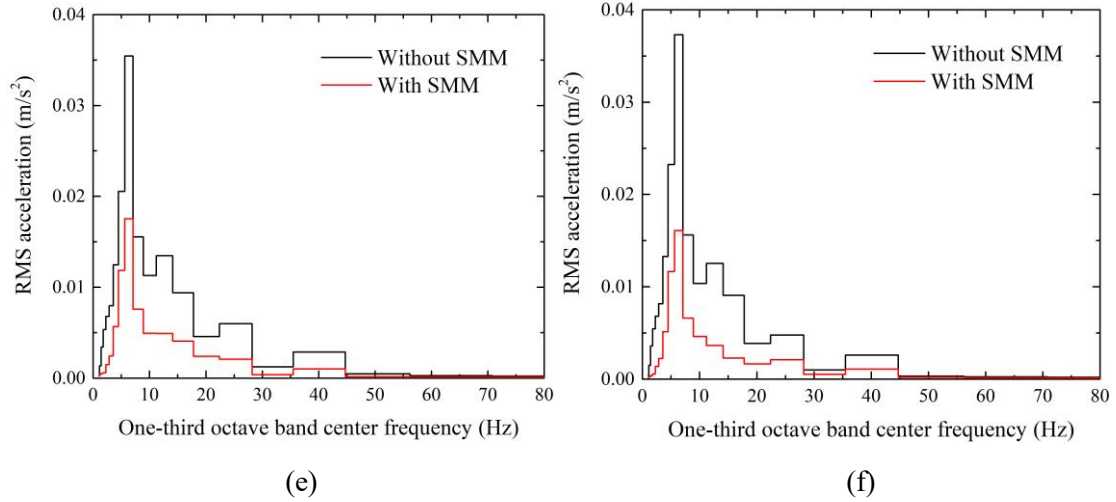 0.04
0.03
0.02
0.01
0.00
RMS acceleration (m/s²)
Without SMM
With SMM
0 10 20 30 40 50 60 70 80
One-third octave band center frequency (Hz)
(e)
0.04
0.03
0.02
0.01
0.00
RMS acceleration (m/s²)
Without SMM
With SMM
0 10 20 30 40 50 60 70 80
One-third octave band center frequency (Hz)
(f)